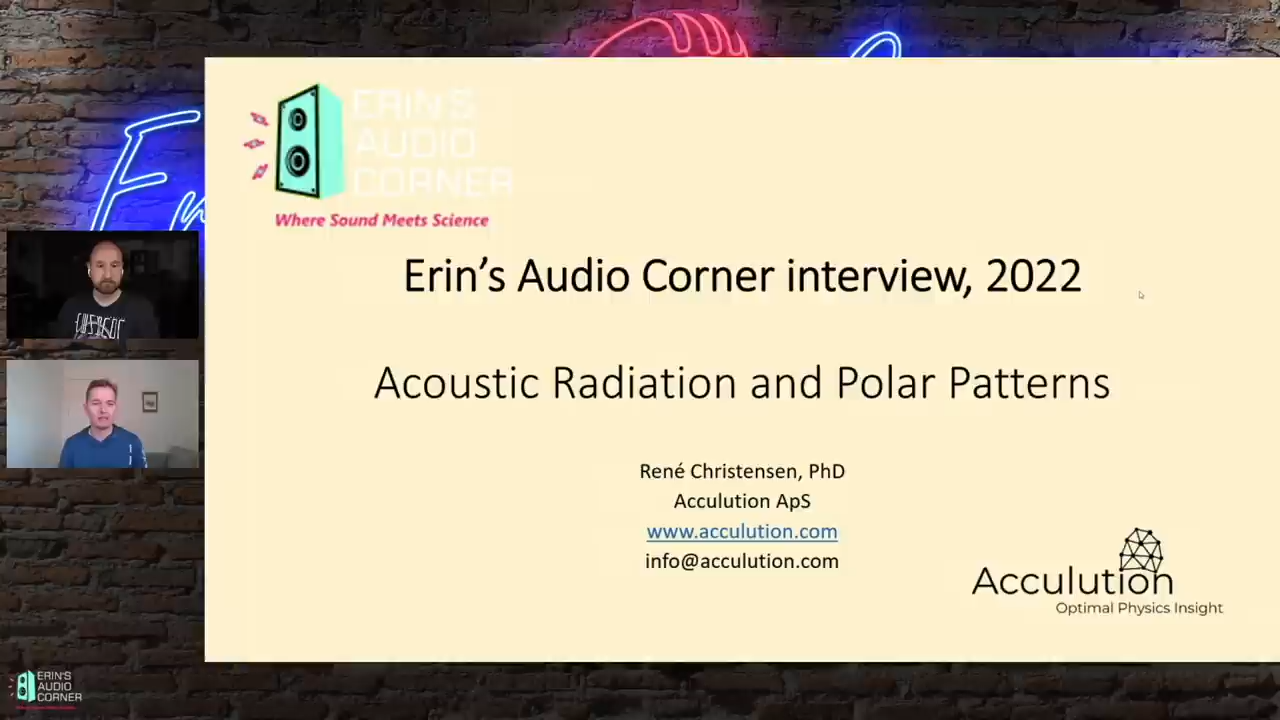 ERIN'S
AUDIO
CORNER
Where Sound Meets Science
Erin's Audio Corner interview, 2022
Acoustic Radiation and Polar Patterns
René Christensen, PhD
Acculution ApS
www.acculution.com
info@acculution.com
Acculution
Optimal Physics Insight
ERIN'S
AUDIO
CORNER